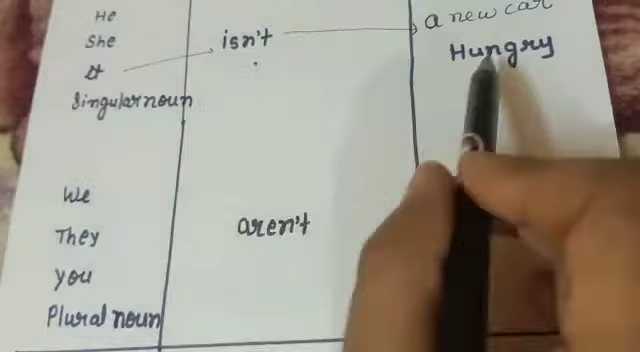 He
She
It
Singular noun
isn't
a new car
Hungry
We
They
you
Plural noun
aren't